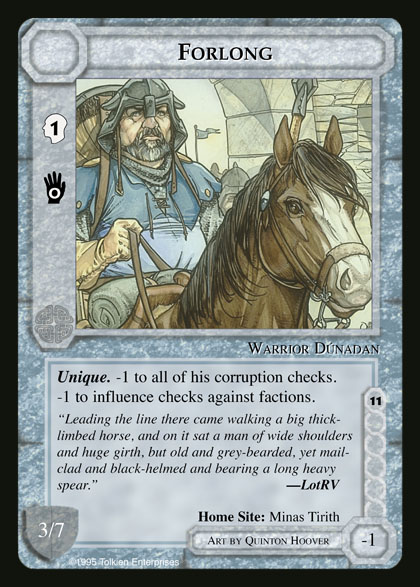 FORLONG
1
WARRIOR DÚNADAN
Unique. -1 to all of his corruption checks.
-1 to influence checks against factions.
“Leading the line there came walking a big thick-
limbed horse, and on it sat a man of wide shoulders
and huge girth, but old and grey-bearded, yet mail-
clad and black-helmed and bearing a long heavy
spear.” —LotRV
11
Home Site: Minas Tirith
3/7
ART BY QUINTON HOOVER
-1
©1995 Tolkien Enterprises